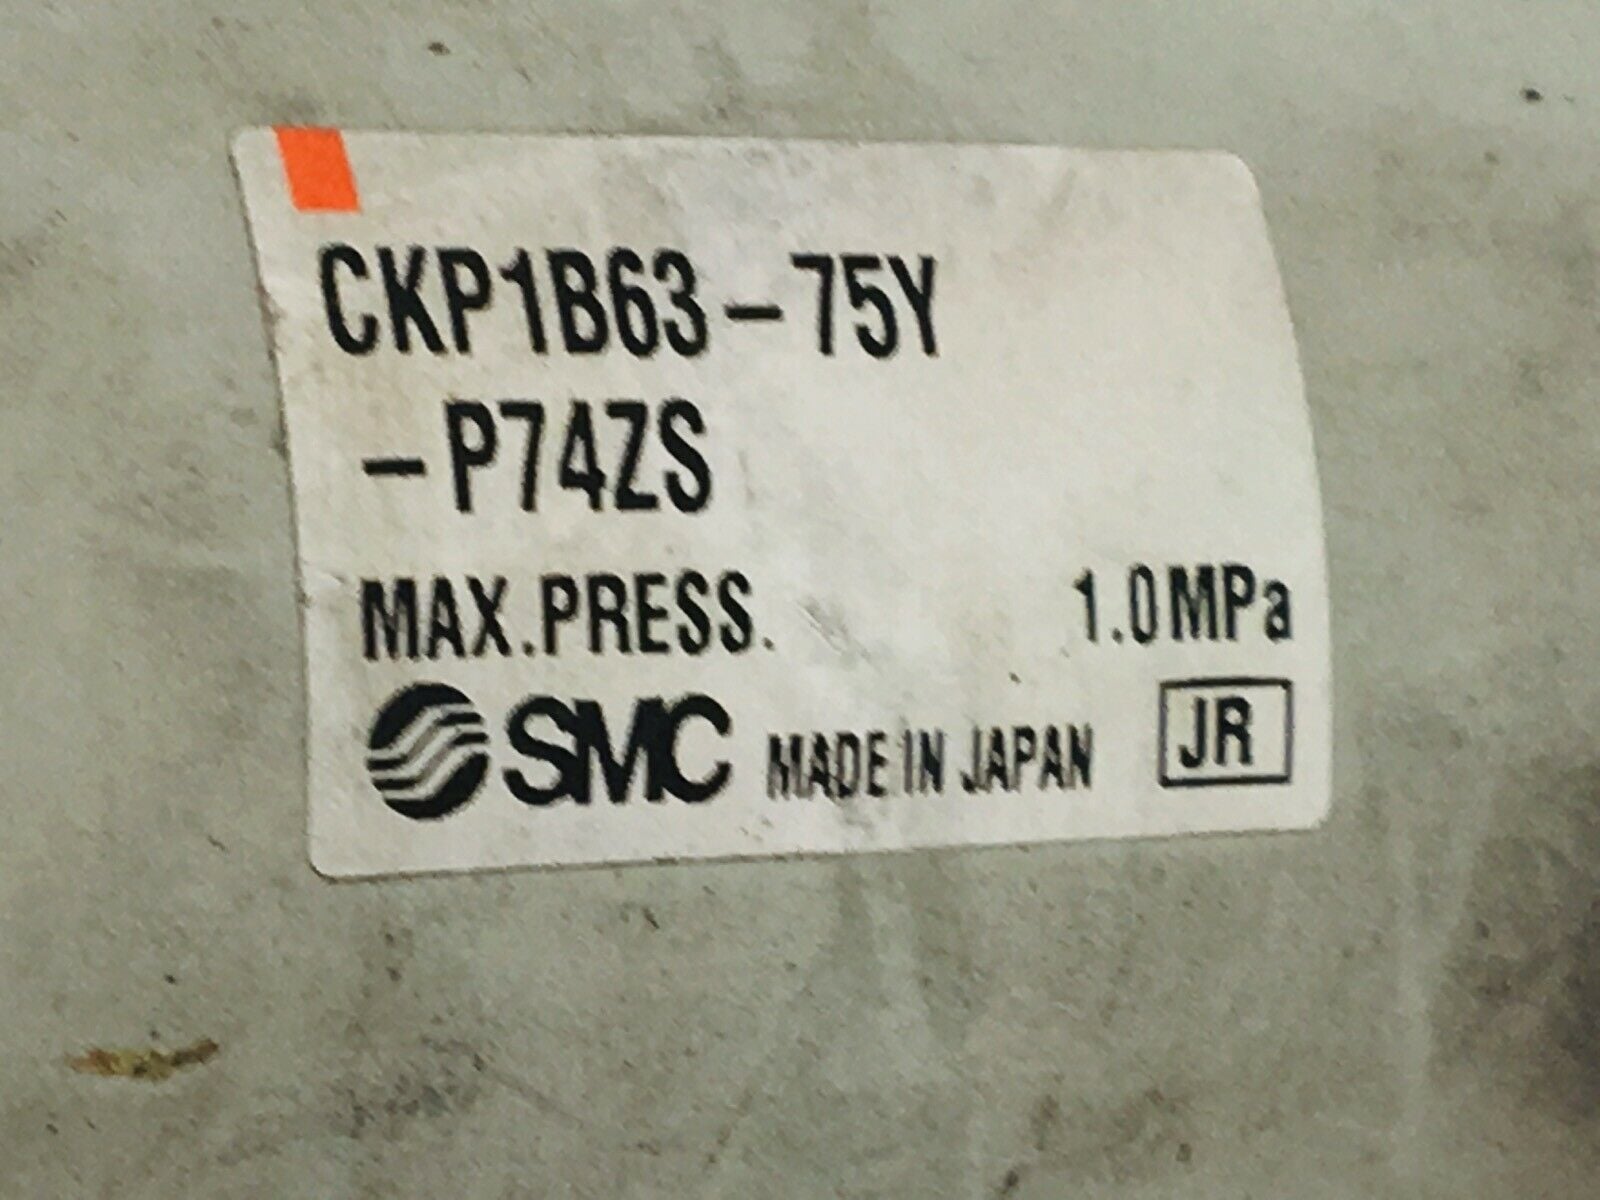 CKP1B63-75Y
-P74ZS
MAX.PRESS. 1.0MPa
SMC MADE IN JAPAN JR